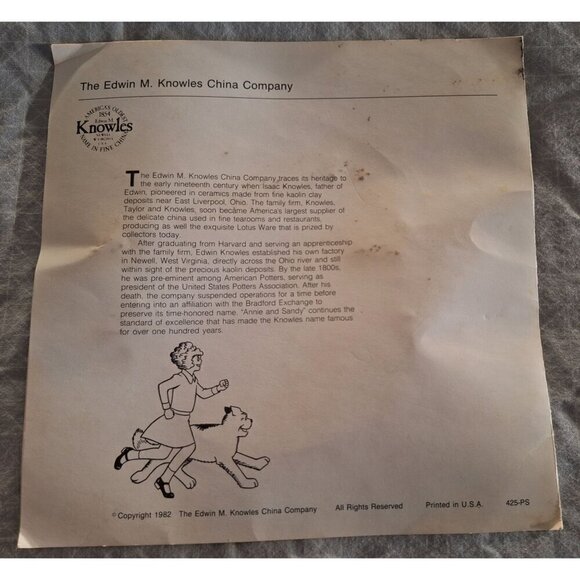 The Edwin M. Knowles China Company
AMERICA'S OLDEST
1854
Edwin M.
Knowles
NEWELL
W. VIRGINIA
U.S.A.
NAME IN FINE CHINA
The Edwin M. Knowles China Company traces its heritage to
the early nineteenth century when Isaac Knowles, father of
Edwin, pioneered in ceramics made from fine kaolin clay
deposits near East Liverpool, Ohio. The family firm, Knowles,
Taylor and Knowles, soon became America's largest supplier of
the delicate china used in fine tearooms and restaurants,
producing as well the exquisite Lotus Ware that is prized by
collectors today.
After graduating from Harvard and serving an apprenticeship
with the family firm, Edwin Knowles established his own factory
in Newell, West Virginia, directly across the Ohio river and still
within sight of the precious kaolin deposits. By the late 1800s,
he was pre-eminent among American Potters, serving as
president of the United States Potters Association. After his
death, the company suspended operations for a time before
entering into an affiliation with the Bradford Exchange to
preserve its time-honored name. "Annie and Sandy" continues the
standard of excellence that has made the Knowles name famous
for over one hundred years.
© Copyright 1982 The Edwin M. Knowles China Company All Rights Reserved Printed in U.S.A. 425-PS